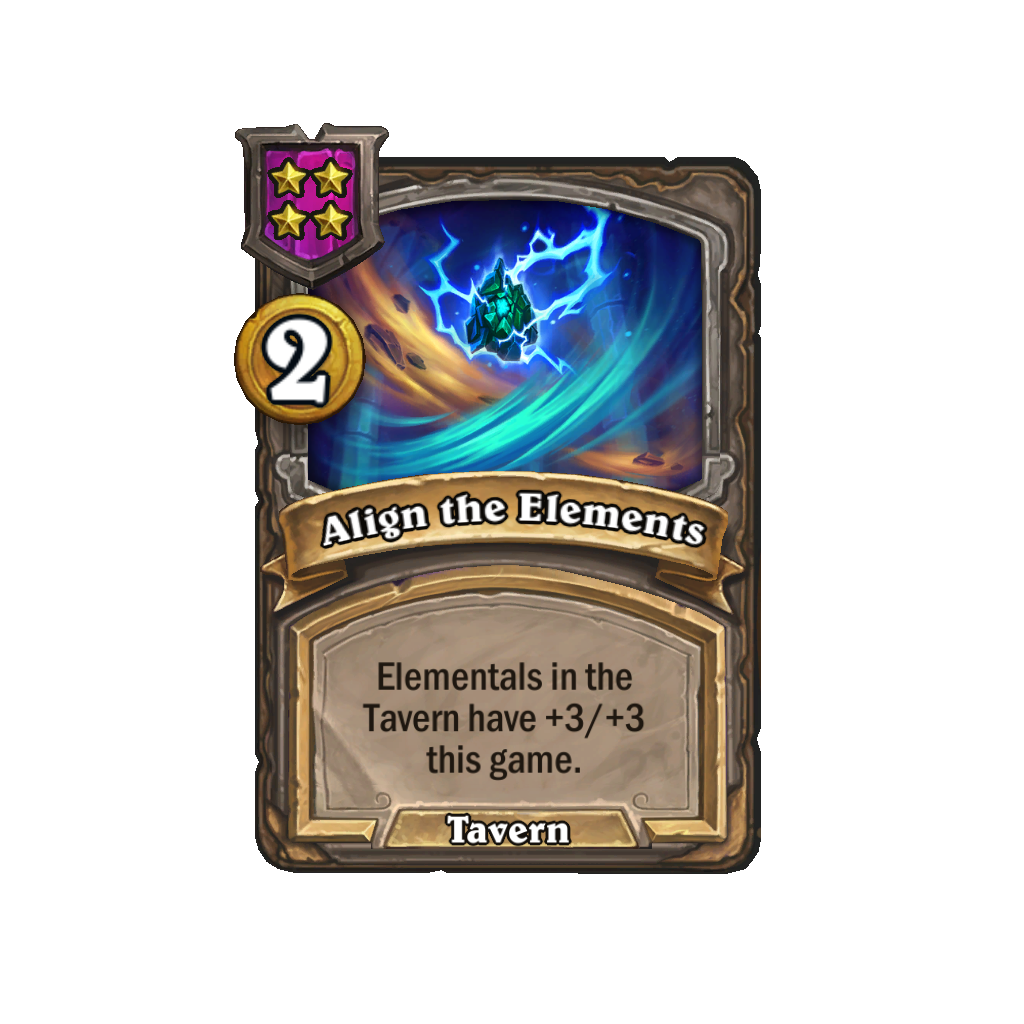 2
Align the Elements
Elementals in the
Tavern have +3/+3
this game.
Tavern